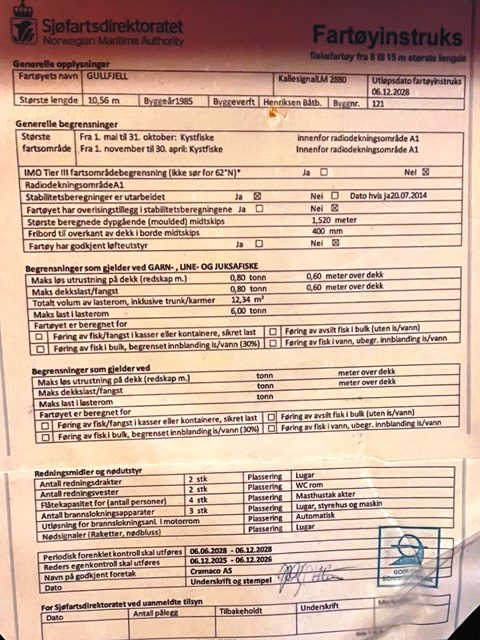 Sjøfartsdirektoratet
Norwegian Maritime Authority
Fartøyinstruks
fiskefartøy fra 8 til 15 m største lengde
Generelle opplysninger
Fartøyets navn GULLFJELL Kallesignal LM 2880 Utløpsdato fartøyinstruks
06.12.2028
Største lengde 10,56 m Byggeår 1985 Byggeverft Henriksen Båtb. Byggnr. 121
Generelle begrensninger
Største fartsområde Fra 1. mai til 31. oktober: Kystfiske innenfor radiodekningsområde A1
Fra 1. november til 30. april: Kystfiske innenfor radiodekningsområde A1
IMO Tier III fartsområdebegrensning (ikke sør for 62°N)* Ja ☐ Nei ☒
Radiodekningsområde A1
Stabilitetsberegninger er utarbeidet Ja ☒ Nei ☐ Dato hvis ja 20.07.2014
Fartøyet har overisingstillegg i stabilitetsberegningene Ja ☐ Nei ☒
Største beregnede dypgående (moulded) midtskips 1,520 meter
Fribord til overkant av dekk i borde midtskips 400 mm
Fartøy har godkjent løfteutstyr Ja ☐ Nei ☒
Begrensninger som gjelder ved GARN- , LINE- OG JUKSAFISKE
Maks løs utrustning på dekk (redskap m.) 0,80 tonn 0,60 meter over dekk
Maks dekkslast/fangst 0,80 tonn 0,60 meter over dekk
Totalt volum av lasterom, inklusive trunk/karmer 12,34 m³
Maks last i lasterom 6,00 tonn
Fartøyet er beregnet for
☐ Føring av fisk/fangst i kasser eller kontainere, sikret last ☐ Føring av avsilt fisk i bulk (uten is/vann)
☐ Føring av fisk i bulk, begrenset innblanding is/vann (30%) ☐ Føring av fisk i vann, ubegr. innblanding is/vann.
Begrensninger som gjelder ved
Maks løs utrustning på dekk (redskap m.) tonn meter over dekk
Maks dekkslast/fangst tonn meter over dekk
Maks last i lasterom tonn
Fartøyet er beregnet for
☐ Føring av fisk/fangst i kasser eller kontainere, sikret last ☐ Føring av avsilt fisk i bulk (uten is/vann)
☐ Føring av fisk i bulk, begrenset innblanding is/vann (30%) ☐ Føring av fisk i vann, ubegr. innblanding is/vann.
Redningsmidler og nødutstyr
Antall redningsdrakter 2 stk Plassering Lugar
Antall redningsvester 2 stk Plassering WC rom
Flåtekapasitet for (antall personer) 4 stk Plassering Masthustak akter
Antall brannslokningsapparater 3 stk Plassering Lugar, styrehus og maskin
Utløsning for brannslokningsanl. i motorrom Plassering Automatisk
Nødsignaler (Raketter, nødbluss) Plassering Lugar
Periodisk forenklet kontroll skal utføres 06.06.2028 - 06.12.2028
Reders egenkontroll skal utføres 06.12.2025 - 06.12.2026
Navn på godkjent foretak Cramaco AS
Dato Underskrift og stempel
For Sjøfartsdirektoratet ved uanmeldte tilsyn
Dato Antall pålegg Tilbakeholdt Underskrift